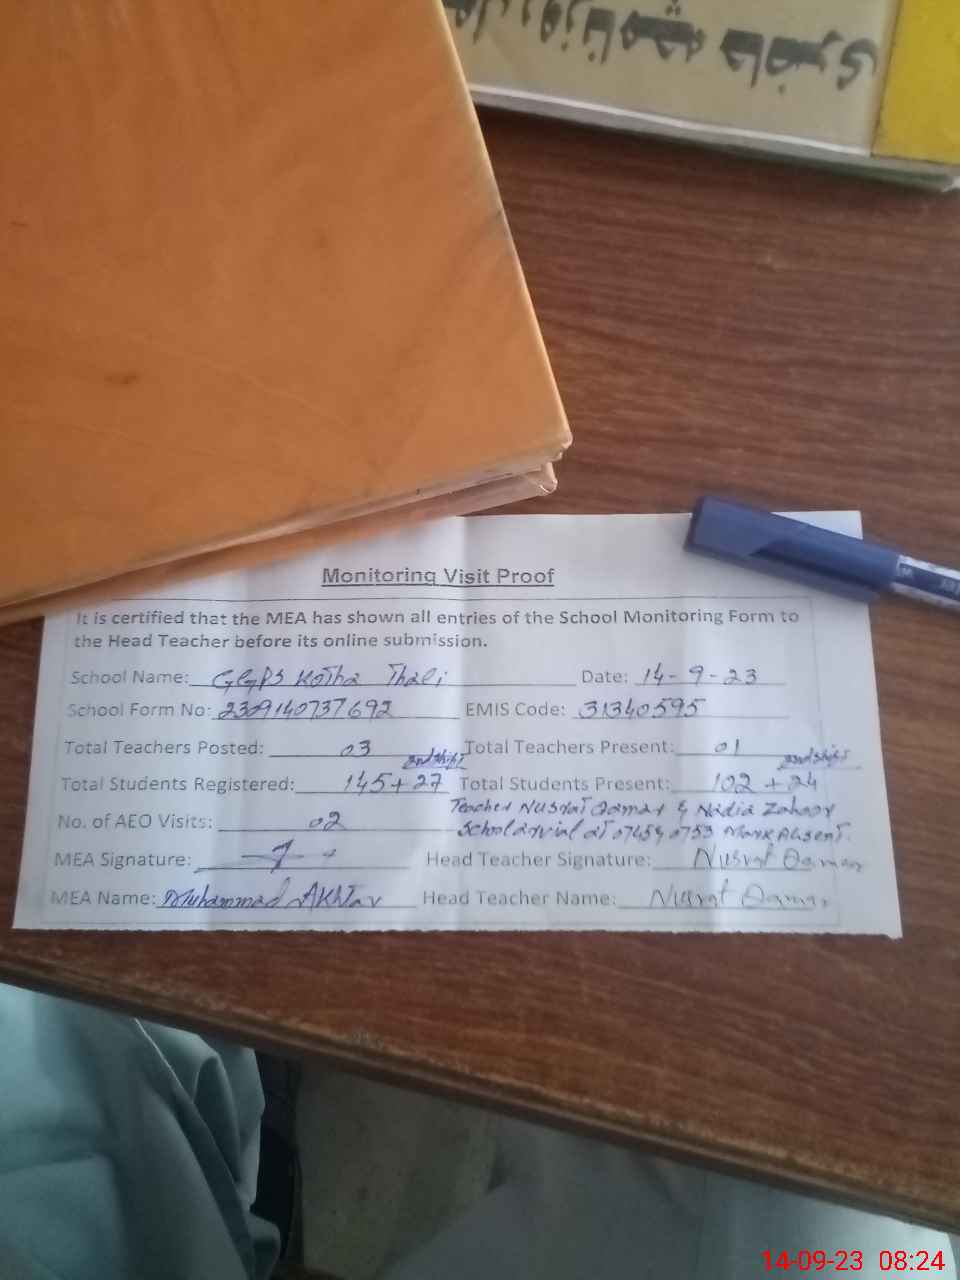 حاضری
Monitoring Visit Proof
It is certified that the MEA has shown all entries of the School Monitoring Form to
the Head Teacher before its online submission.
School Name: GGPS Kotha Thali Date: 14-9-23
School Form No: 2309140737692 EMIS Code: 31340595
Total Teachers Posted: 03 Total Teachers Present: 01
2nd shift 2nd shift
Total Students Registered: 145+27 Total Students Present: 102+24
Teacher Nusrat Qamar & Nadia Zahoor
No. of AEO Visits: 02 School at 0745 0753 Mark Absent.
MEA Signature: Head Teacher Signature: Nusrat Qamar
MEA Name: Muhammad Akhtar Head Teacher Name: Nusrat Qamar
14-09-23 08:24